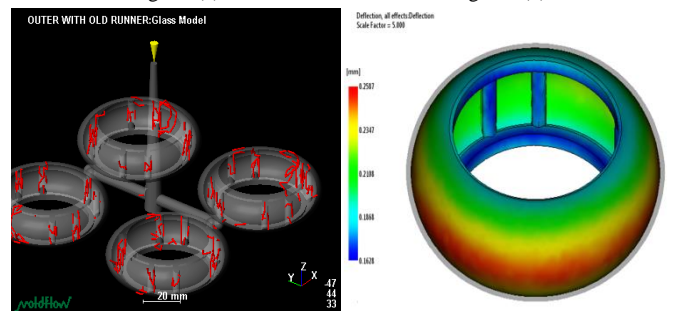 OUTER WITH OLD RUNNER:Glass Model
Z
Y
X
-47
44
33
20 mm
moldflow
Deflection, all effects:Deflection
Scale Factor = 5.000
[mm]
0.2587
0.2347
0.2108
0.1868
0.1628